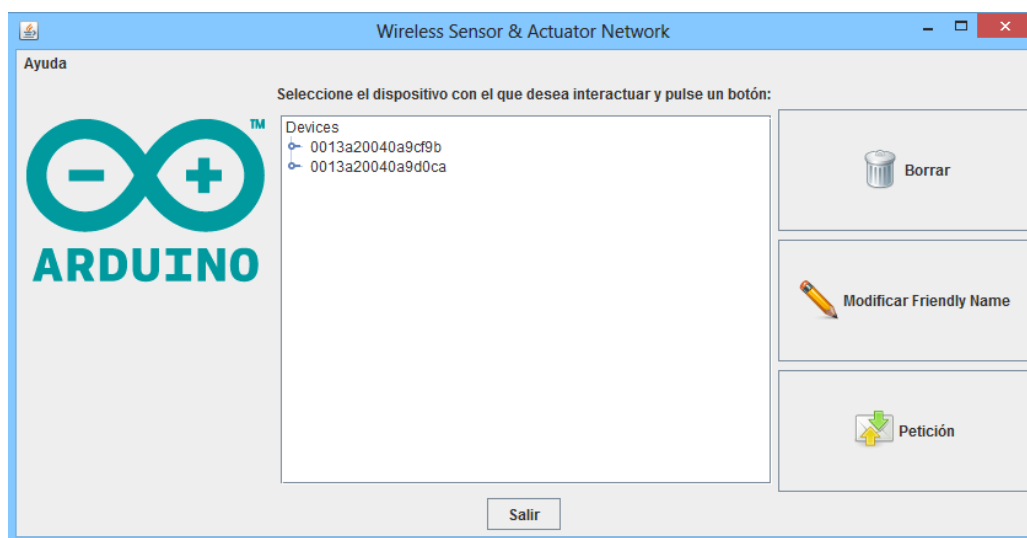 Wireless Sensor & Actuator Network
Ayuda
Seleccione el dispositivo con el que desea interactuar y pulse un botón:
TM
ARDUINO
Devices
0013a20040a9cf9b
0013a20040a9d0ca
Borrar
Modificar Friendly Name
Petición
Salir